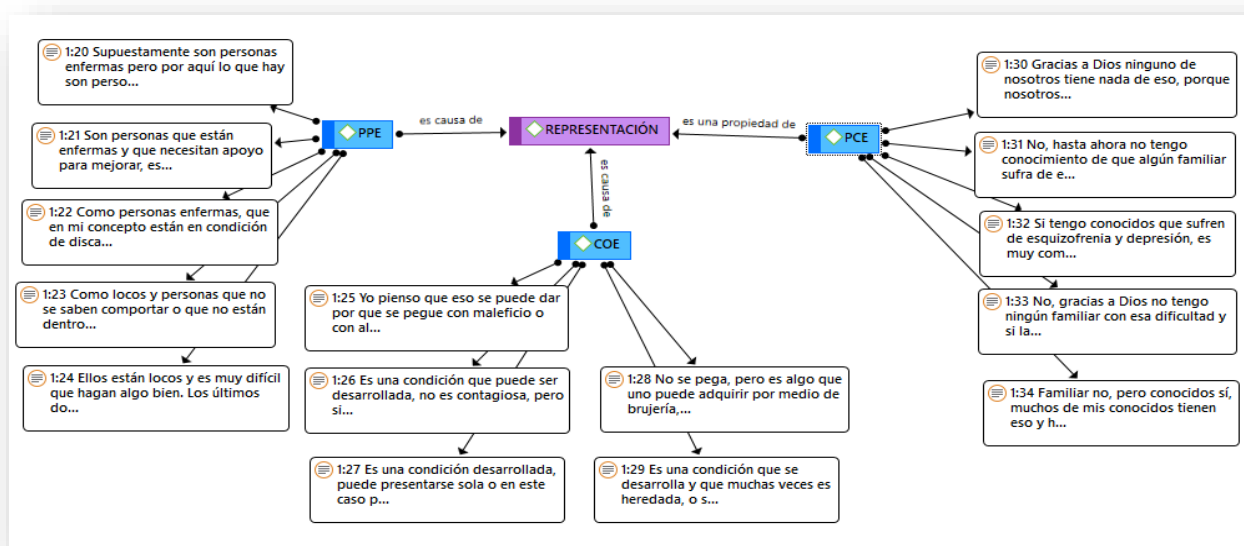 1:20 Supuestamente son personas
enfermas pero por aquí lo que hay
son perso...
1:21 Son personas que están
enfermas y que necesitan apoyo
para mejorar, es...
1:22 Como personas enfermas, que
en mi concepto están en condición
de disca...
1:23 Como locos y personas que no
se saben comportar o que no están
dentro...
1:24 Ellos están locos y es muy difícil
que hagan algo bien. Los últimos
do...
PPE
es causa de
REPRESENTACIÓN
es una propiedad de
PCE
es causa de
COE
1:25 Yo pienso que eso se puede dar
por que se pegue con maleficio o
con al...
1:26 Es una condición que puede ser
desarrollada, no es contagiosa, pero
si...
1:27 Es una condición desarrollada,
puede presentarse sola o en este
caso p...
1:28 No se pega, pero es algo que
uno puede adquirir por medio de
brujería,...
1:29 Es una condición que se
desarrolla y que muchas veces es
heredada, o s...
1:30 Gracias a Dios ninguno de
nosotros tiene nada de eso, porque
nosotros...
1:31 No, hasta ahora no tengo
conocimiento de que algún familiar
sufra de e...
1:32 Si tengo conocidos que sufren
de esquizofrenia y depresión, es
muy com...
1:33 No, gracias a Dios no tengo
ningún familiar con esa dificultad y
si la...
1:34 Familiar no, pero conocidos sí,
muchos de mis conocidos tienen
eso y h...